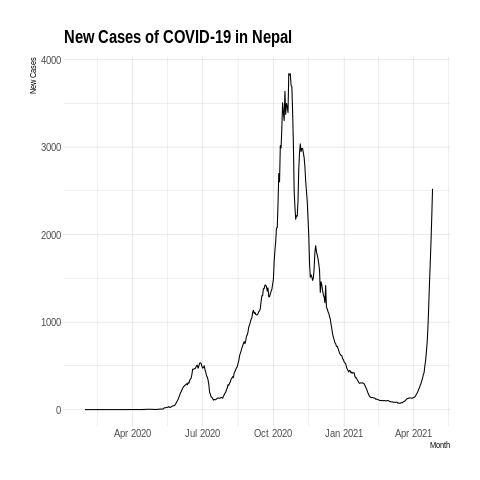 New Cases of COVID-19 in Nepal
New Cases
4000
3000
2000
1000
0
Apr 2020 Jul 2020 Oct 2020 Jan 2021 Apr 2021
Month